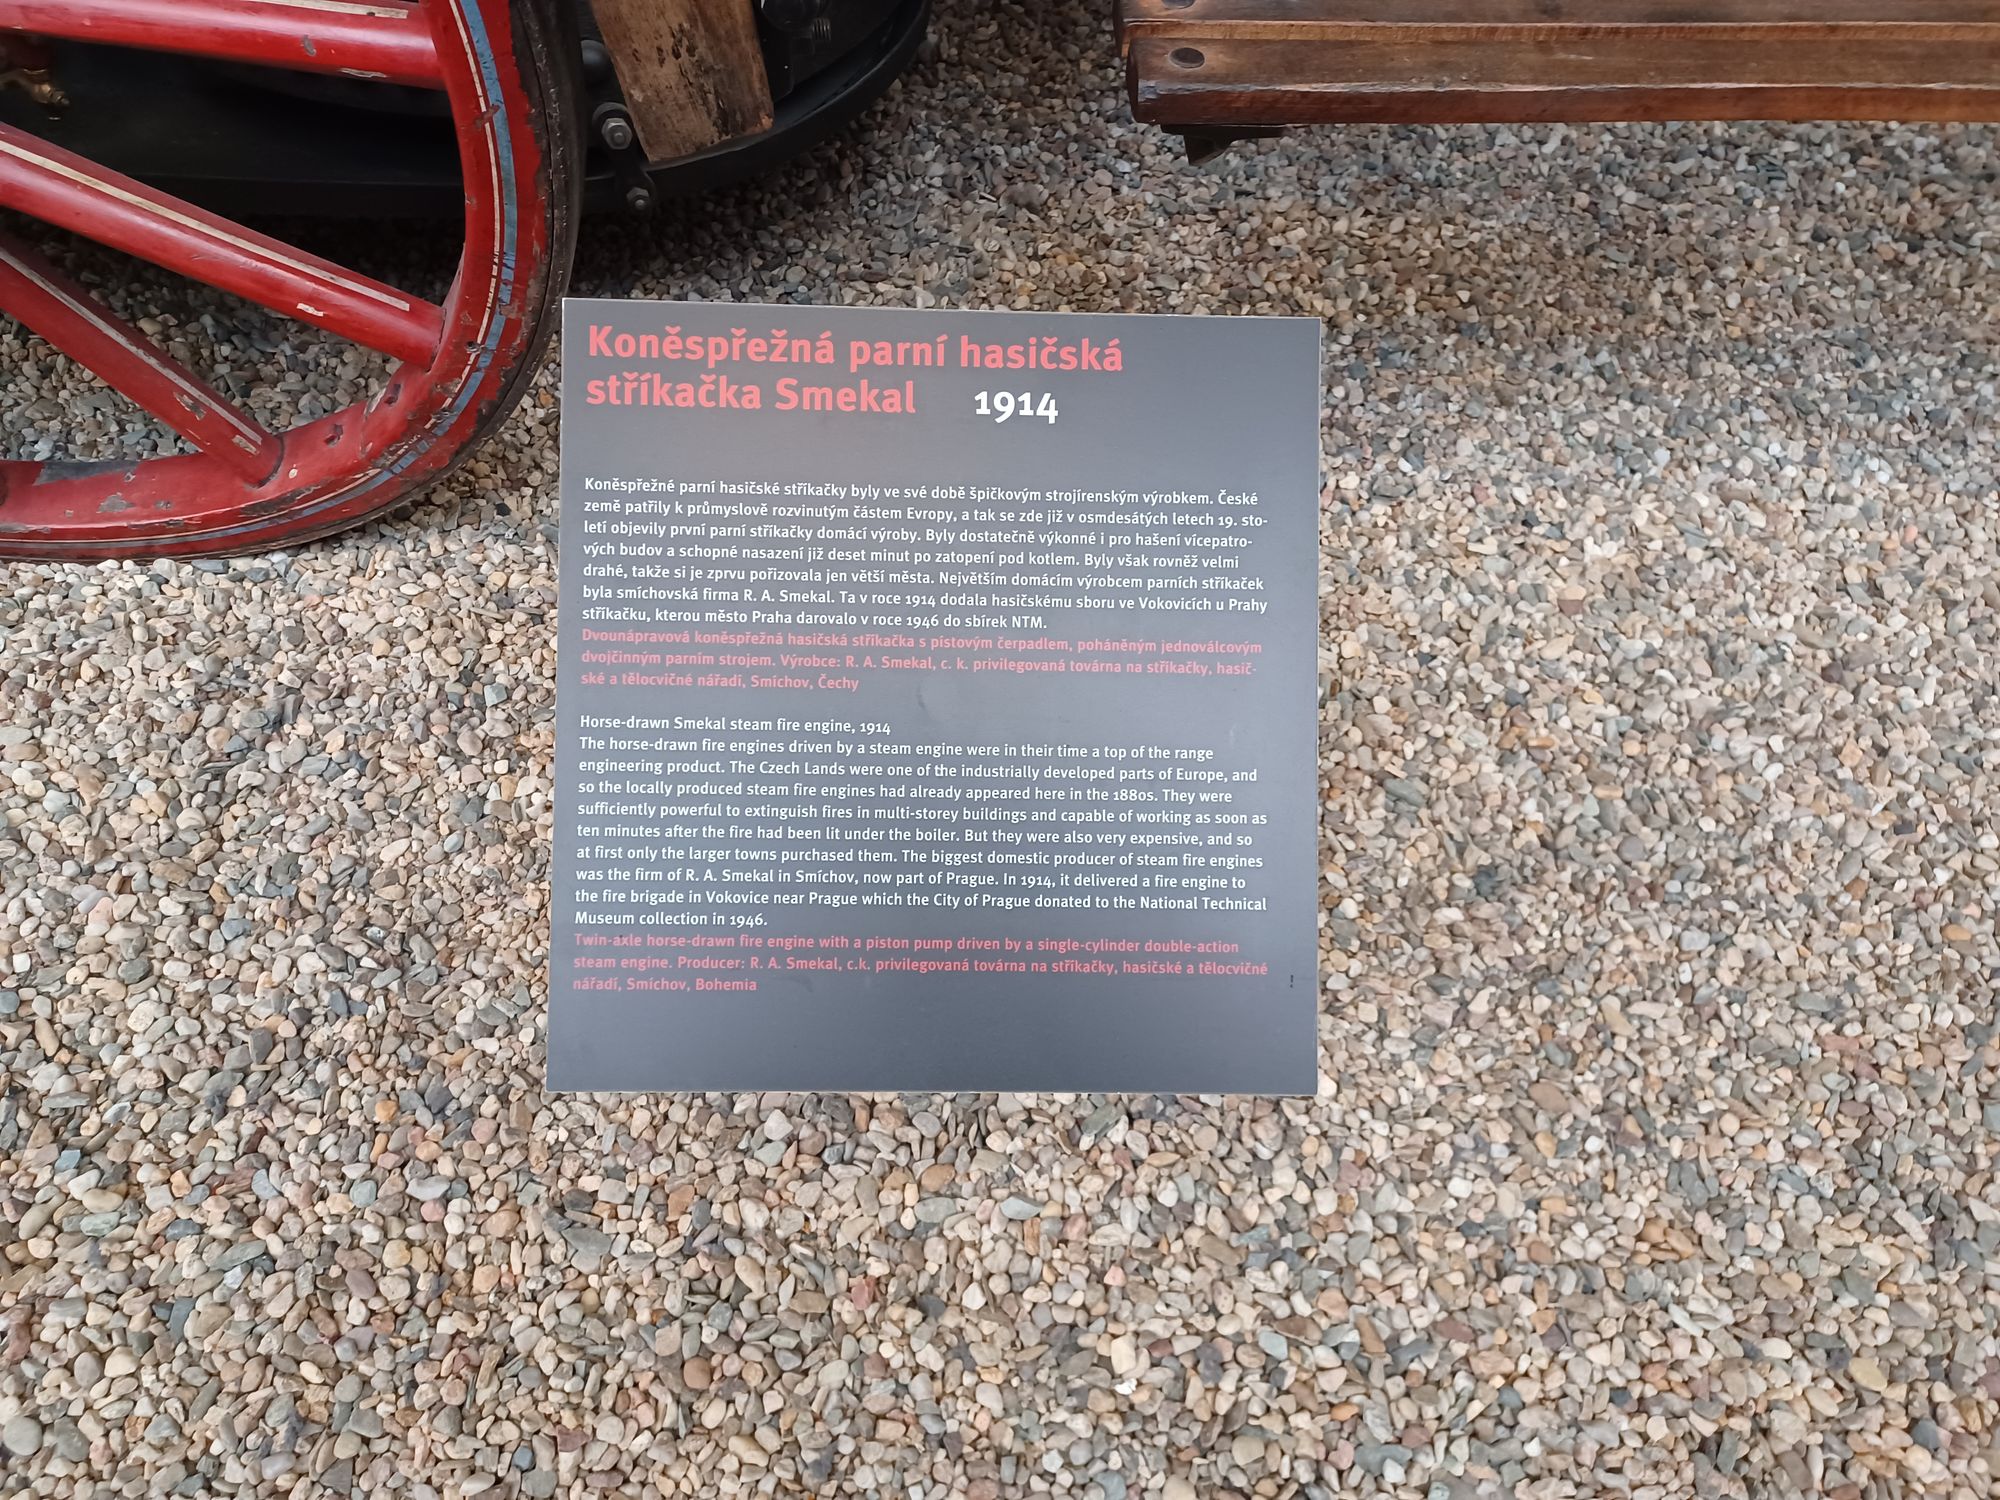 Koněspřežná parní hasičská
stříkačka Smekal 1914
Koněspřežné parní hasičské stříkačky byly ve své době špičkovým strojírenským výrobkem. České
země patřily k průmyslově rozvinutým částem Evropy, a tak se zde již v osmdesátých letech 19. sto-
letí objevily první parní stříkačky domácí výroby. Byly dostatečně výkonné i pro hašení vícepatro-
vých budov a schopné nasazení již deset minut po zatopení pod kotlem. Byly však rovněž velmi
drahé, takže si je zprvu pořizovala jen větší města. Největším domácím výrobcem parních stříkaček
byla smíchovská firma R. A. Smekal. Ta v roce 1914 dodala hasičskému sboru ve Vokovicích u Prahy
stříkačku, kterou město Praha darovalo v roce 1946 do sbírek NTM.
Dvounápravová koněspřežná hasičská stříkačka s pístovým čerpadlem, poháněným jednoválcovým
dvojčinným parním strojem. Výrobce: R. A. Smekal, c. k. privilegovaná továrna na stříkačky, hasič-
ské a tělocvičné nářadí, Smíchov, Čechy
Horse-drawn Smekal steam fire engine, 1914
The horse-drawn fire engines driven by a steam engine were in their time a top of the range
engineering product. The Czech Lands were one of the industrially developed parts of Europe, and
so the locally produced steam fire engines had already appeared here in the 1880s. They were
sufficiently powerful to extinguish fires in multi-storey buildings and capable of working as soon as
ten minutes after the fire had been lit under the boiler. But they were also very expensive, and so
at first only the larger towns purchased them. The biggest domestic producer of steam fire engines
was the firm of R. A. Smekal in Smíchov, now part of Prague. In 1914, it delivered a fire engine to
the fire brigade in Vokovice near Prague which the City of Prague donated to the National Technical
Museum collection in 1946.
Twin-axle horse-drawn fire engine with a piston pump driven by a single-cylinder double-action
steam engine. Producer: R. A. Smekal, c.k. privilegovaná továrna na stříkačky, hasičské a tělocvičné
nářadí, Smíchov, Bohemia